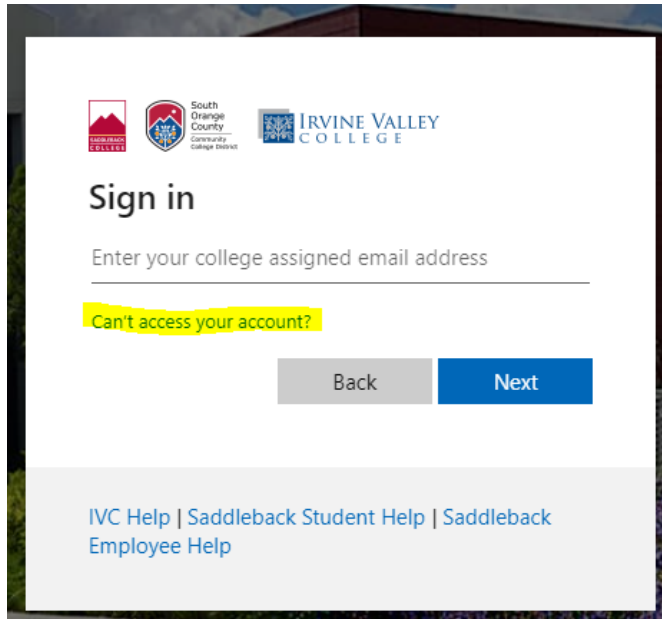 SADDLEBACK
COLLEGE
South
Orange
County
Community
College District
IRVINE VALLEY
COLLEGE
Sign in
Enter your college assigned email address
Can't access your account?
Back
Next
IVC Help | Saddleback Student Help | Saddleback
Employee Help